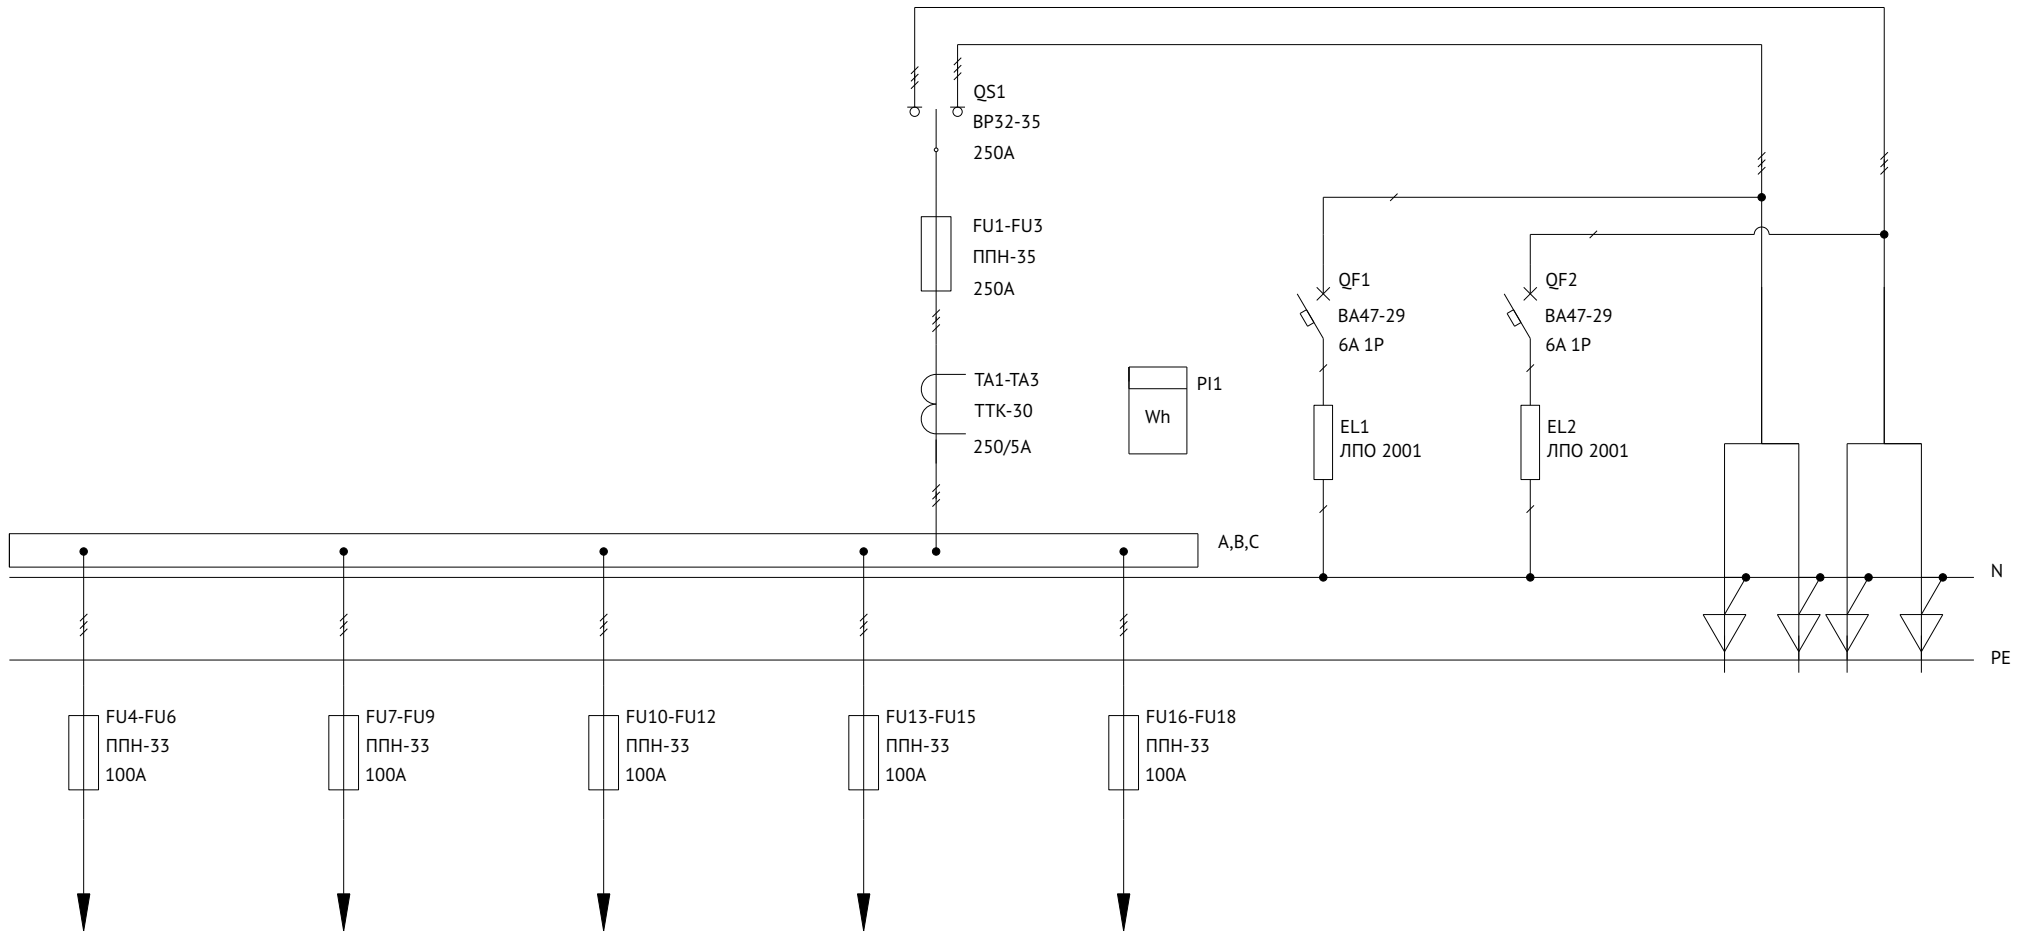 QS1
ВР32-35
250А
FU1-FU3
ППН-35
250А
TA1-TA3
ТТК-30
250/5А
PI1
Wh
QF1
ВА47-29
6А 1Р
QF2
ВА47-29
6А 1Р
EL1
ЛПО 2001
EL2
ЛПО 2001
A,B,C
N
PE
FU4-FU6
ППН-33
100А
FU7-FU9
ППН-33
100А
FU10-FU12
ППН-33
100А
FU13-FU15
ППН-33
100А
FU16-FU18
ППН-33
100А